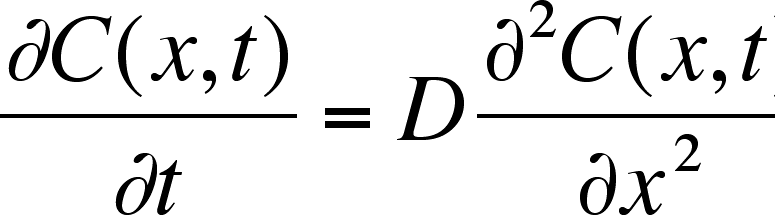 ∂C(x,t)/∂t = D ∂²C(x,t)/∂x²